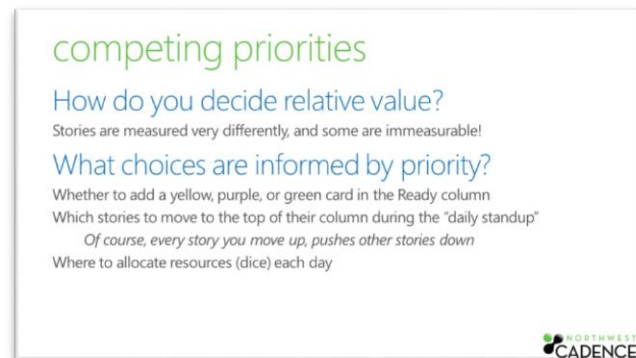 competing priorities
How do you decide relative value?
Stories are measured very differently, and some are immeasurable!
What choices are informed by priority?
Whether to add a yellow, purple, or green card in the Ready column
Which stories to move to the top of their column during the “daily standup”
Of course, every story you move up, pushes other stories down
Where to allocate resources (dice) each day
NORTHWEST
CADENCE